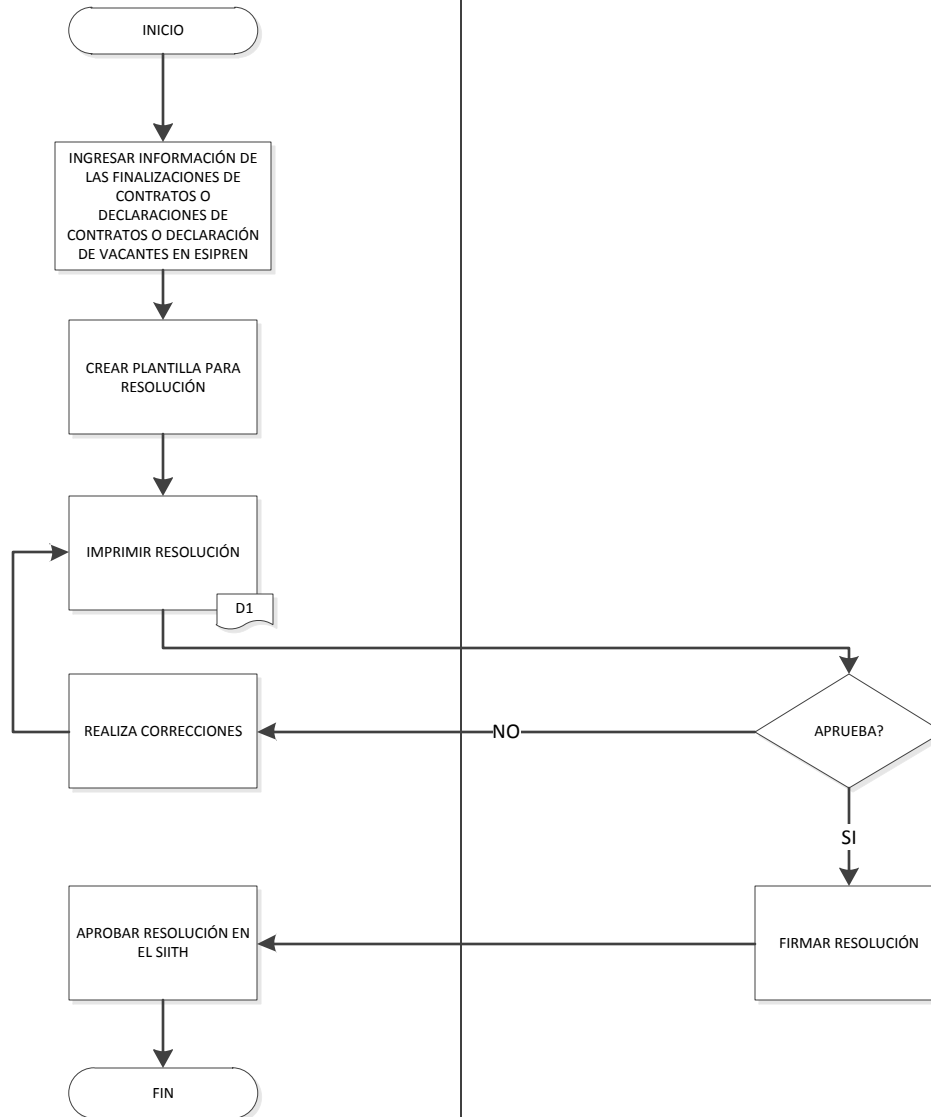 INICIO
INGRESAR INFORMACIÓN DE
LAS FINALIZACIONES DE
CONTRATOS O
DECLARACIONES DE
CONTRATOS O DECLARACIÓN
DE VACANTES EN ESIPREN
CREAR PLANTILLA PARA
RESOLUCIÓN
IMPRIMIR RESOLUCIÓN
D1
REALIZA CORRECCIONES
NO
APRUEBA?
SI
APROBAR RESOLUCIÓN EN
EL SIITH
FIRMAR RESOLUCIÓN
FIN